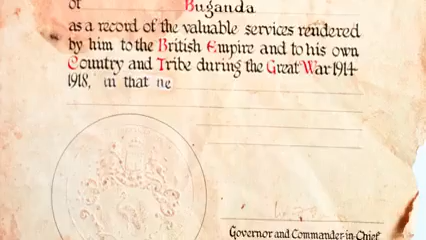 of Buganda
as a record of the valuable services rendered
by him to the British Empire and to his own
Country and Tribe during the Great War 1914-
1918, in that he
Governor and Commander-in-Chief